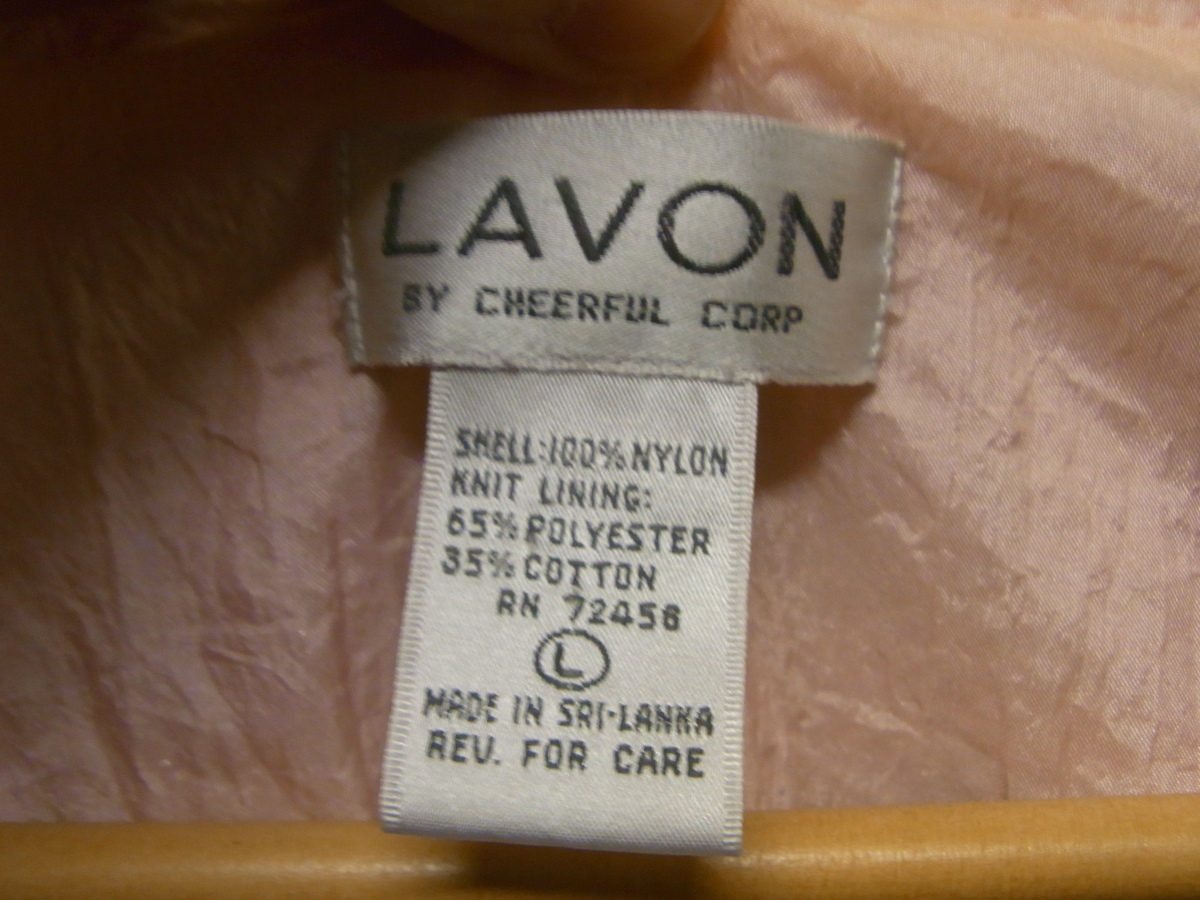 LAVON
BY CHEERFUL CORP
SHELL:100% NYLON
KNIT LINING:
65% POLYESTER
35% COTTON
RN 72456
L
MADE IN SRI-LANKA
REV. FOR CARE